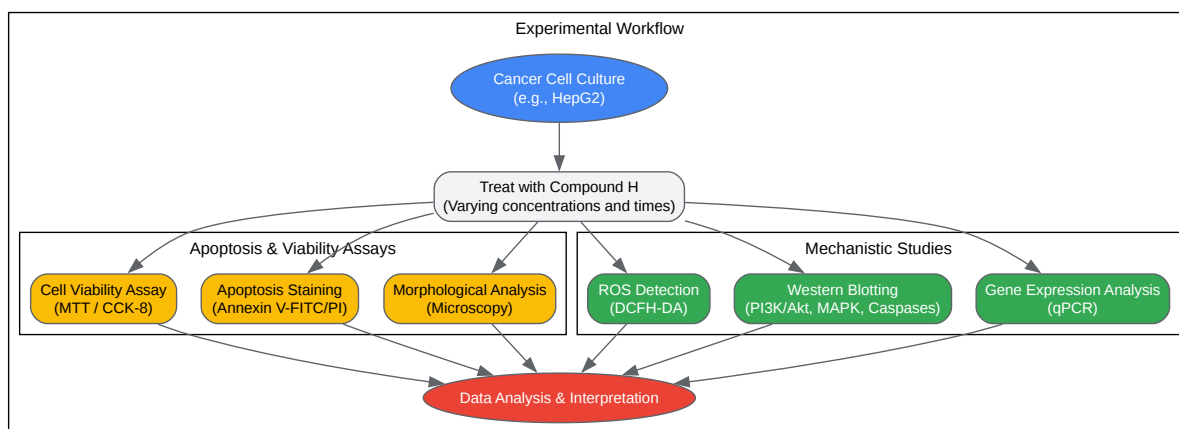 Experimental Workflow
Cancer Cell Culture
(e.g., HepG2)
Treat with Compound H
(Varying concentrations and times)
Apoptosis & Viability Assays
Cell Viability Assay
(MTT / CCK-8)
Apoptosis Staining
(Annexin V-FITC/PI)
Morphological Analysis
(Microscopy)
Mechanistic Studies
ROS Detection
(DCFH-DA)
Western Blotting
(PI3K/Akt, MAPK, Caspases)
Gene Expression Analysis
(qPCR)
Data Analysis & Interpretation